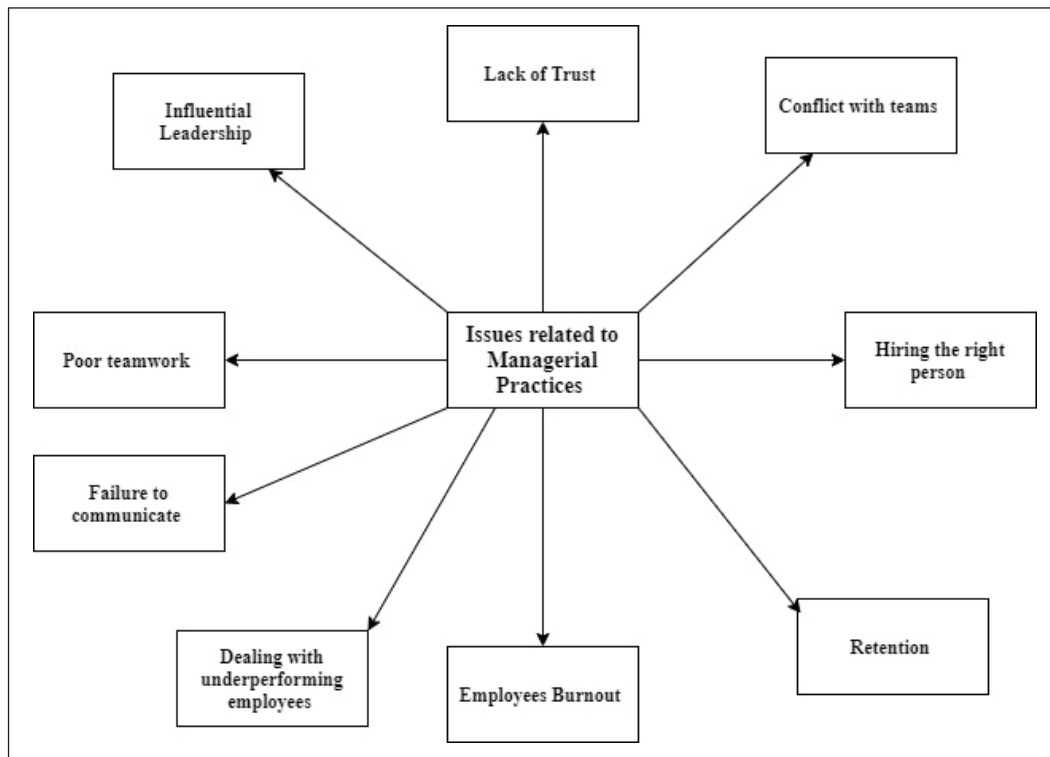 Lack of Trust
Conflict with teams
Influential
Leadership
Issues related to
Managerial
Practices
Poor teamwork
Hiring the right
person
Failure to
communicate
Retention
Dealing with
underperforming
employees
Employees Burnout